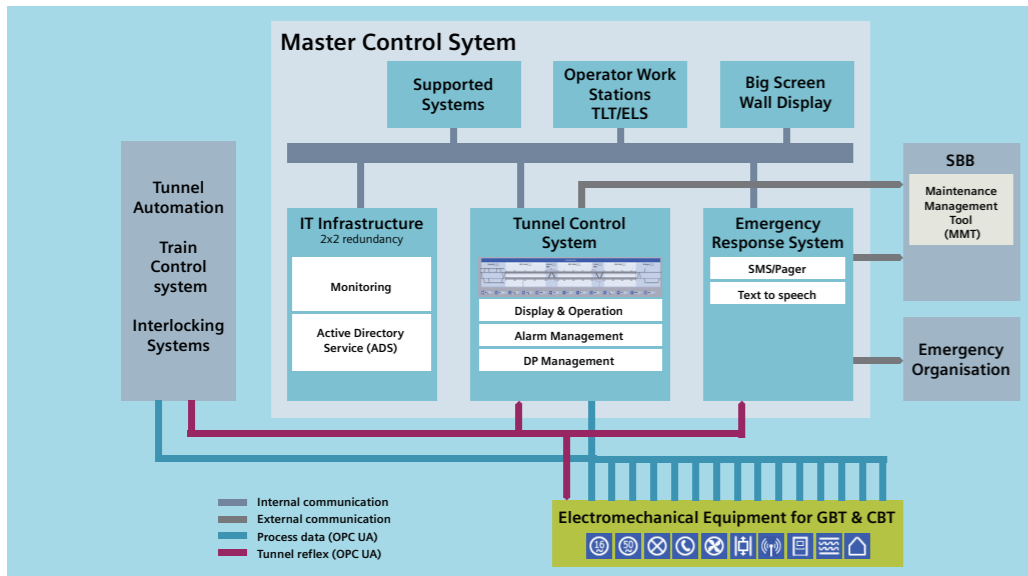 Master Control Sytem
Supported
Systems
Operator Work
Stations
TLT/ELS
Big Screen
Wall Display
Tunnel
Automation
Train
Control
system
Interlocking
Systems
IT Infrastructure
2x2 redundancy
Monitoring
Active Directory
Service (ADS)
Tunnel Control
System
Display & Operation
Alarm Management
DP Management
Emergency
Response System
SMS/Pager
Text to speech
SBB
Maintenance
Management
Tool
(MMT)
Emergency
Organisation
Internal communication
External communication
Process data (OPC UA)
Tunnel reflex (OPC UA)
Electromechanical Equipment for GBT & CBT